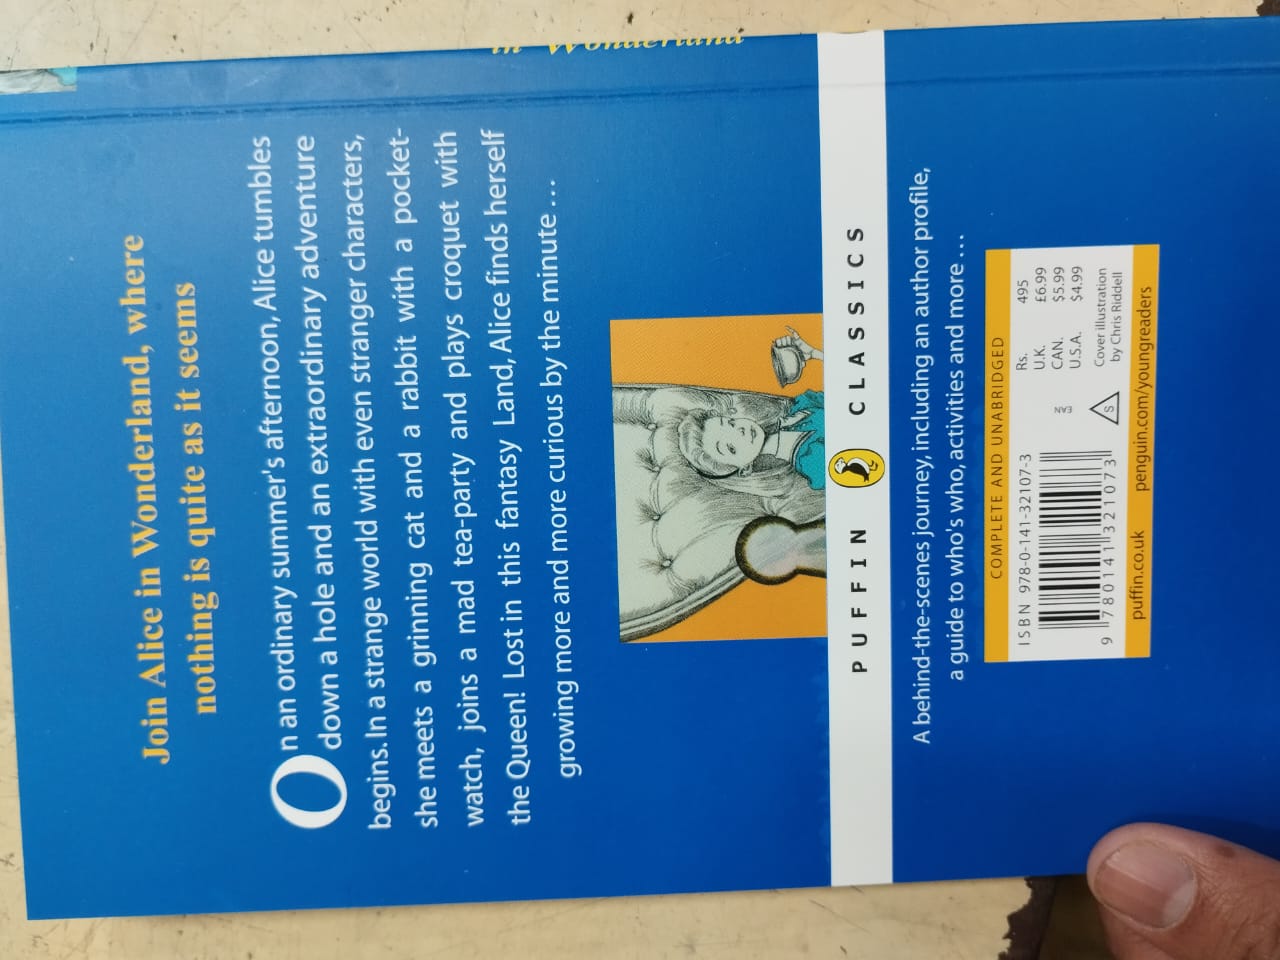 in Wonderland
Join Alice in Wonderland, where
nothing is quite as it seems
On an ordinary summer's afternoon, Alice tumbles
down a hole and an extraordinary adventure
begins. In a strange world with even stranger characters,
she meets a grinning cat and a rabbit with a pocket-
watch, joins a mad tea-party and plays croquet with
the Queen! Lost in this fantasy Land, Alice finds herself
growing more and more curious by the minute...
PUFFIN CLASSICS
A behind-the-scenes journey, including an author profile,
a guide to who's who, activities and more...
COMPLETE AND UNABRIDGED
ISBN 978-0-141-32107-3
9 780141 321073
EAN
S
Rs. 495
U.K. £6.99
CAN. $5.99
U.S.A. $4.99
Cover illustration
by Chris Riddell
puffin.co.uk penguin.com/youngreaders